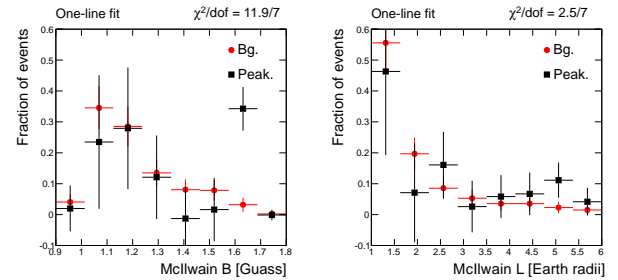 One-line fit χ²/dof = 11.9/7
Fraction of events
0.6
0.5
0.4
0.3
0.2
0.1
0
-0.1
Bg.
Peak.
0.9 1 1.1 1.2 1.3 1.4 1.5 1.6 1.7 1.8
McIlwain B [Guass]
One-line fit χ²/dof = 2.5/7
Fraction of events
0.6
0.5
0.4
0.3
0.2
0.1
0
-0.1
Bg.
Peak.
1 1.5 2 2.5 3 3.5 4 4.5 5 5.5 6
McIlwain L [Earth radii]